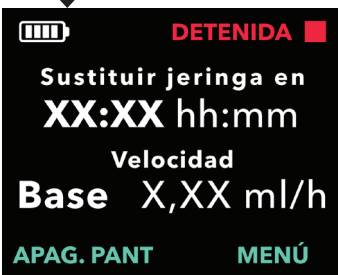 DETENIDA
Sustituir jeringa en
XX:XX hh:mm
Velocidad
Base X,XX ml/h
APAG. PANT MENÚ